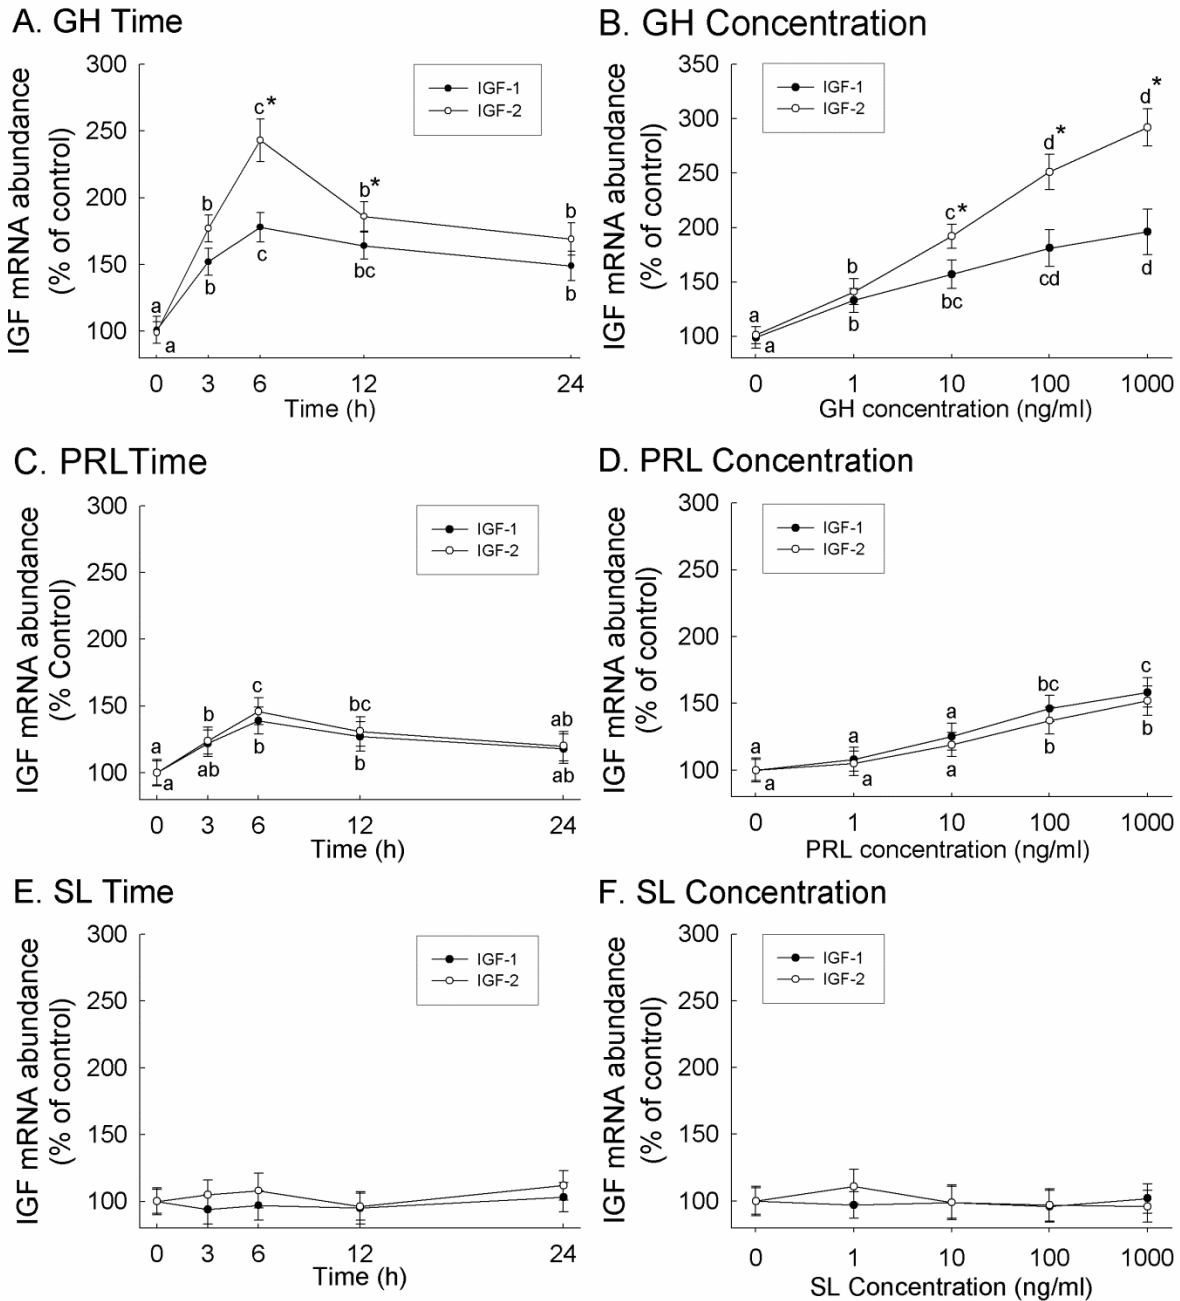 A. GH Time
IGF mRNA abundance
(% of control)
300
250
200
150
100
IGF-1
IGF-2
a
b
c*
b*
b
a
b
c
bc
b
0 3 6 12 24
Time (h)
B. GH Concentration
IGF mRNA abundance
(% of control)
350
300
250
200
150
100
IGF-1
IGF-2
a
b
c*
d*
d*
a
b
bc
cd
d
0 1 10 100 1000
GH concentration (ng/ml)
C. PRLTime
IGF mRNA abundance
(% Control)
300
250
200
150
100
IGF-1
IGF-2
a
b
c
bc
ab
a
ab
b
b
ab
0 3 6 12 24
Time (h)
D. PRL Concentration
IGF mRNA abundance
(% of control)
300
250
200
150
100
IGF-1
IGF-2
a
a
a
bc
c
a
a
a
b
b
0 1 10 100 1000
PRL concentration (ng/ml)
E. SL Time
IGF mRNA abundance
(% of control)
300
250
200
150
100
IGF-1
IGF-2
0 3 6 12 24
Time (h)
F. SL Concentration
IGF mRNA abundance
(% of control)
300
250
200
150
100
IGF-1
IGF-2
0 1 10 100 1000
SL Concentration (ng/ml)